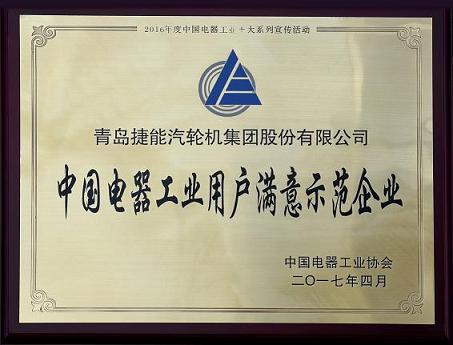 2016年度中国电器工业十大系列宣传活动
青岛捷能汽轮机集团股份有限公司
中国电器工业用户满意示范企业
中国电器工业协会
二〇一七年四月